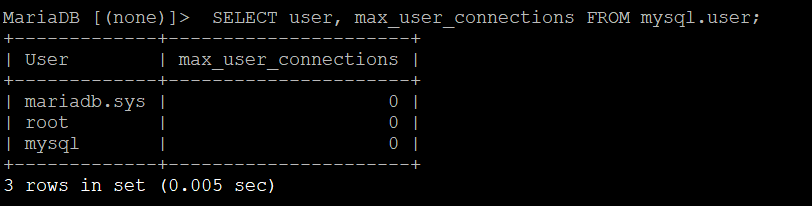 MariaDB [(none)]>  SELECT user, max_user_connections FROM mysql.user;
+-------------+----------------------+
| User        | max_user_connections |
+-------------+----------------------+
| mariadb.sys |                    0 |
| root        |                    0 |
| mysql       |                    0 |
+-------------+----------------------+
3 rows in set (0.005 sec)